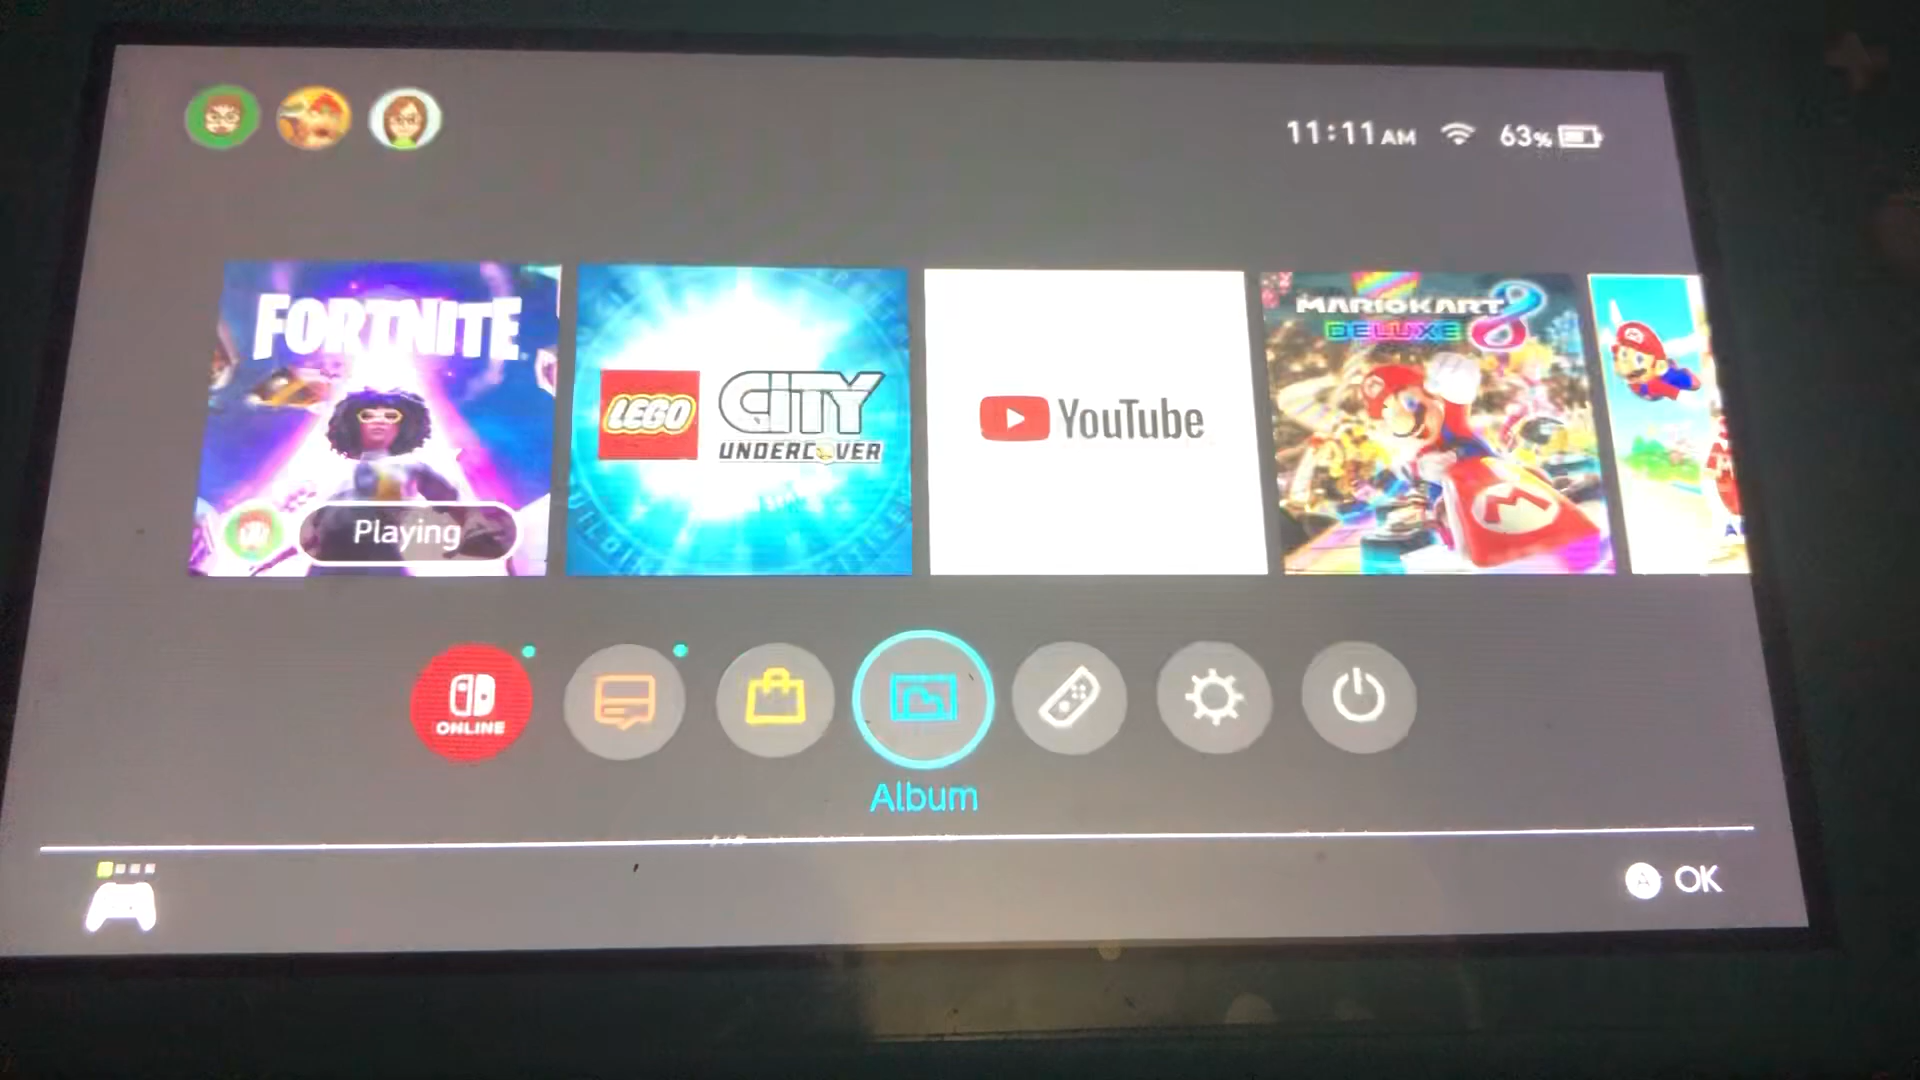 11:11 AM 63%
FORTNITE
Playing
LEGO CITY
UNDERCOVER
YouTube
MARIOKART 8
DELUXE
M
ONLINE
Album
A OK